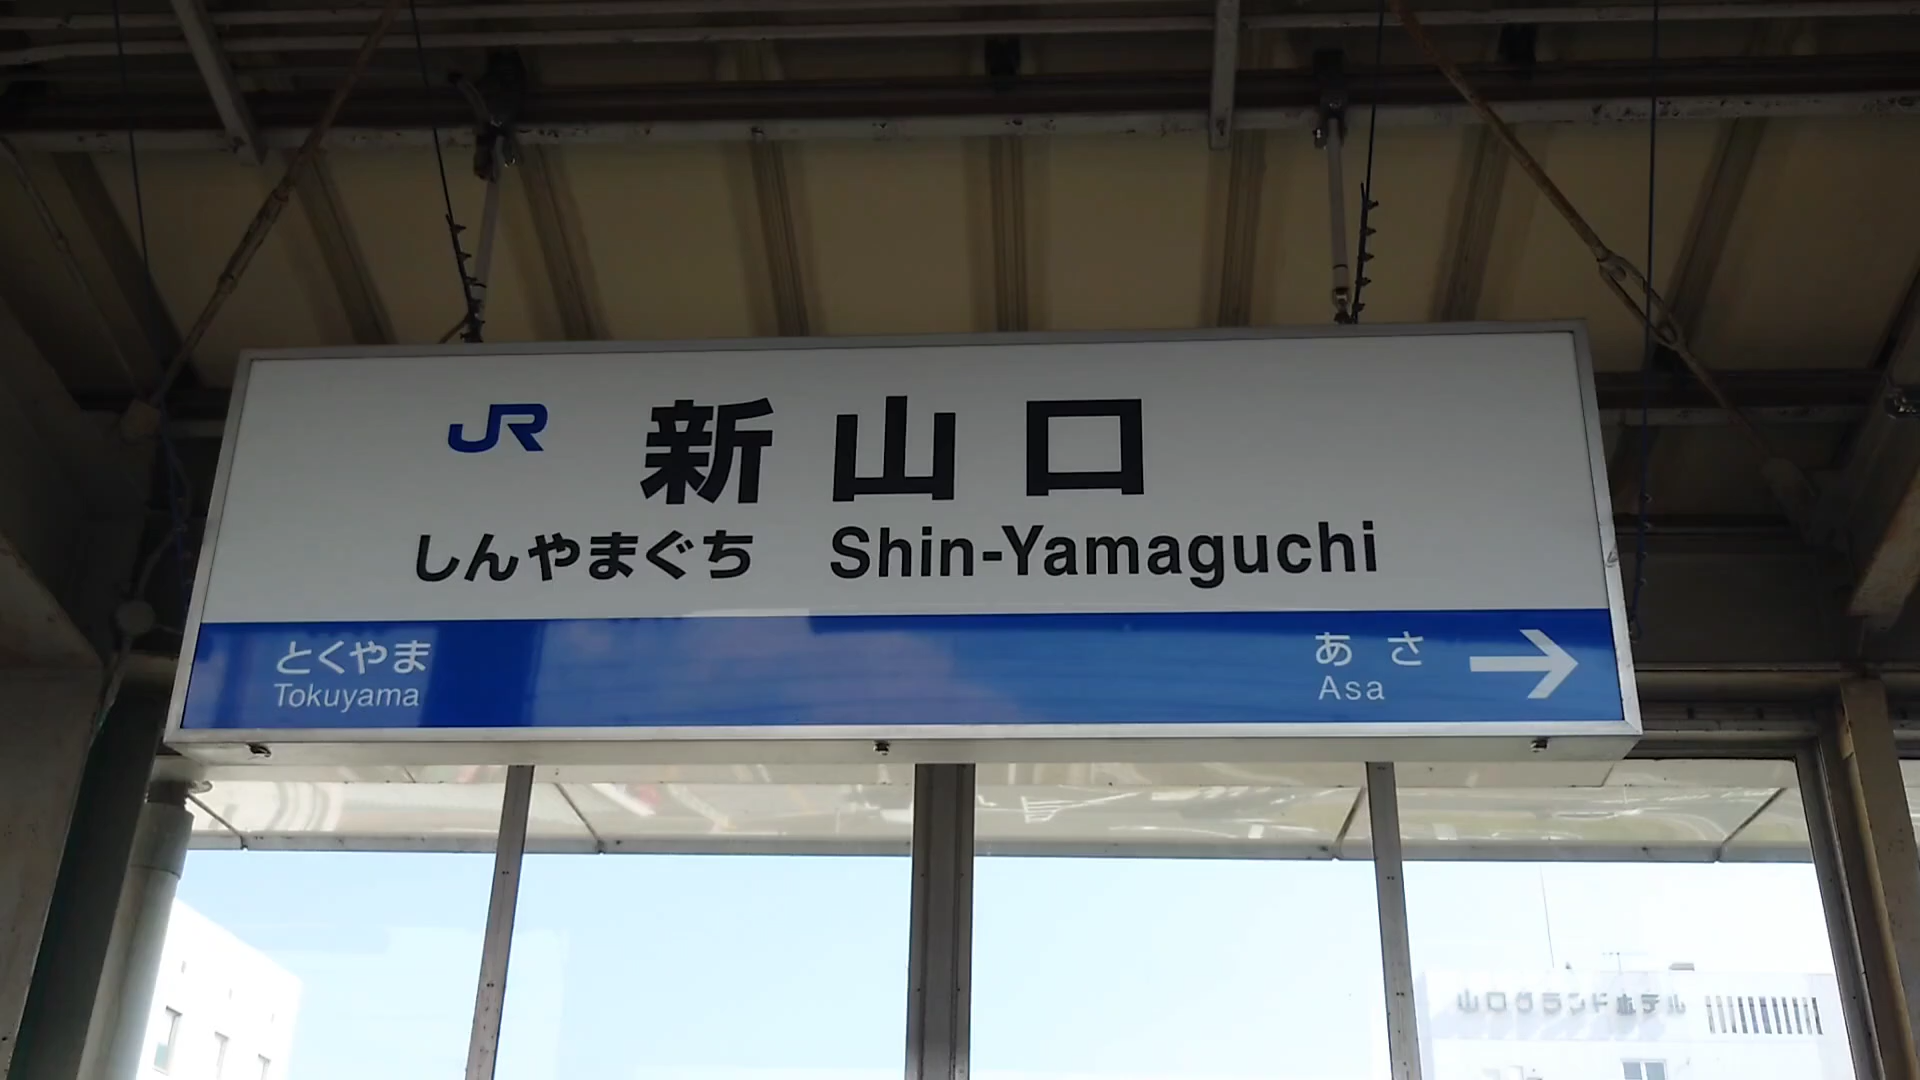 JR 新山口
しんやまぐち Shin-Yamaguchi
とくやま
Tokuyama
あさ →
Asa
山口グランドホテル